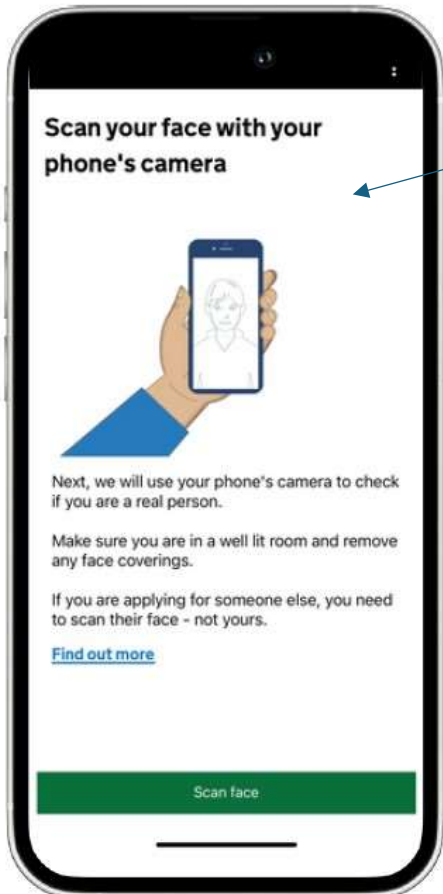 Scan your face with your
phone's camera
Next, we will use your phone's camera to check
if you are a real person.
Make sure you are in a well lit room and remove
any face coverings.
If you are applying for someone else, you need
to scan their face - not yours.
Find out more
Scan face